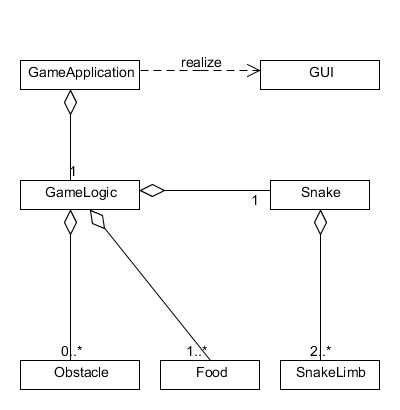 realize
GameApplication
GUI
1
GameLogic
Snake
1
0..*
1..*
2..*
Obstacle
Food
SnakeLimb